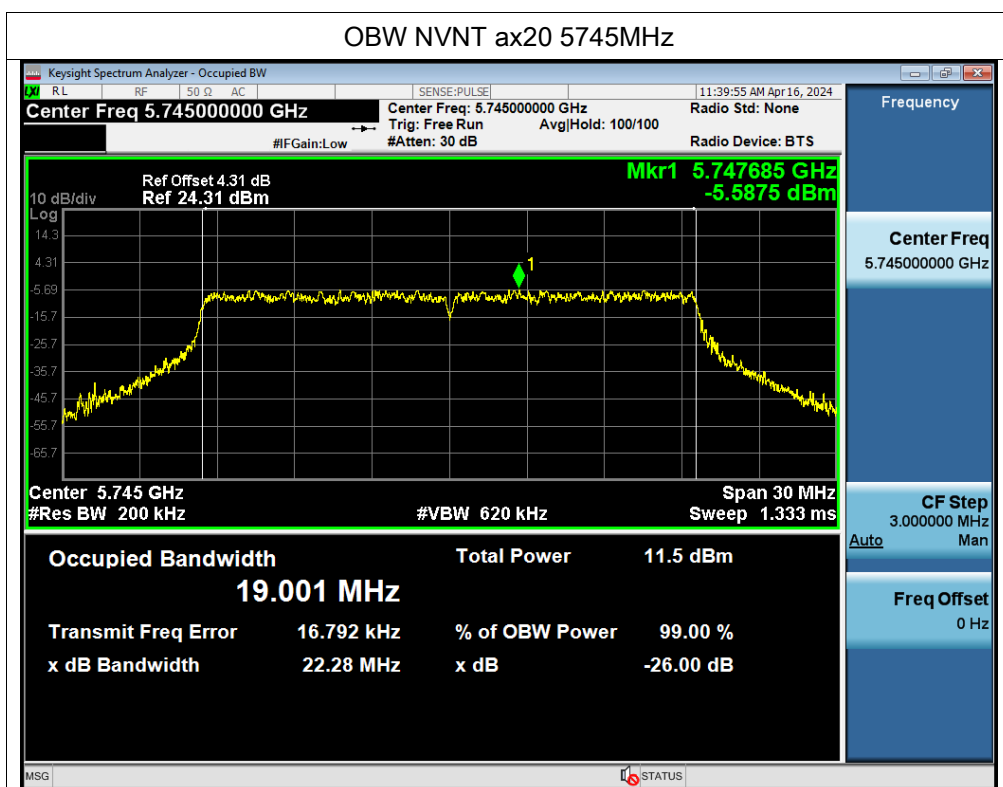 OBW NVNT ax20 5745MHz
Keysight Spectrum Analyzer - Occupied BW
LXI RL RF 50 Ω AC SENSE:PULSE 11:39:55 AM Apr 16, 2024
Center Freq 5.745000000 GHz
Center Freq: 5.745000000 GHz
Radio Std: None
Trig: Free Run Avg|Hold: 100/100
#IFGain:Low
#Atten: 30 dB
Radio Device: BTS
Frequency
Mkr1 5.747685 GHz
-5.5875 dBm
Ref Offset 4.31 dB
10 dB/div Ref 24.31 dBm
Log
14.3
4.31
-5.69
-15.7
-25.7
-35.7
-45.7
-55.7
-65.7
1
Center 5.745 GHz Span 30 MHz
#Res BW 200 kHz #VBW 620 kHz Sweep 1.333 ms
Occupied Bandwidth
19.001 MHz
Total Power 11.5 dBm
Transmit Freq Error 16.792 kHz % of OBW Power 99.00 %
x dB Bandwidth 22.28 MHz x dB -26.00 dB
Center Freq
5.745000000 GHz
CF Step
3.000000 MHz
Auto Man
Freq Offset
0 Hz
MSG STATUS